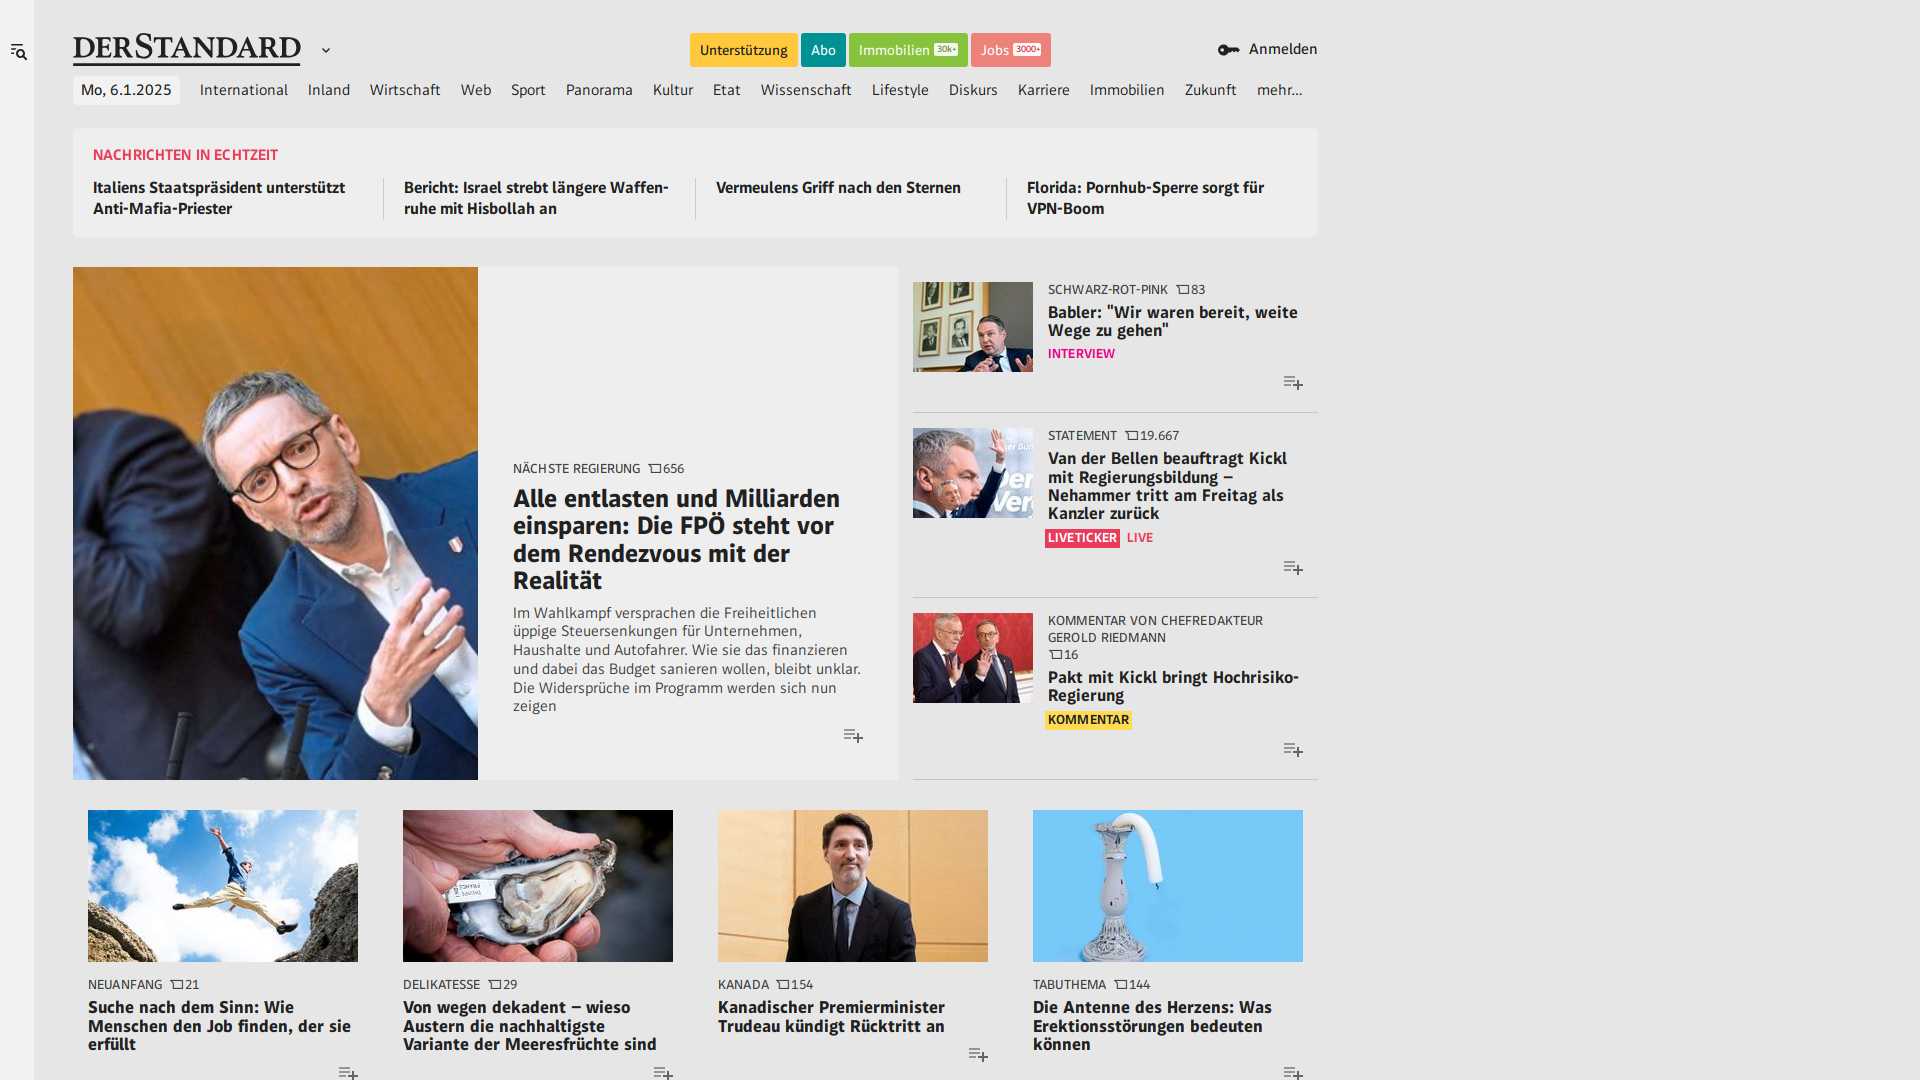 DERSTANDARD
Unterstützung
Abo
Immobilien 30k+
Jobs 3000+
Anmelden
Mo, 6.1.2025
International
Inland
Wirtschaft
Web
Sport
Panorama
Kultur
Etat
Wissenschaft
Lifestyle
Diskurs
Karriere
Immobilien
Zukunft
mehr...
NACHRICHTEN IN ECHTZEIT
Italiens Staatspräsident unterstützt
Anti-Mafia-Priester
Bericht: Israel strebt längere Waffen-
ruhe mit Hisbollah an
Vermeulens Griff nach den Sternen
Florida: Pornhub-Sperre sorgt für
VPN-Boom
NÄCHSTE REGIERUNG 656
Alle entlasten und Milliarden
einsparen: Die FPÖ steht vor
dem Rendezvous mit der
Realität
Im Wahlkampf versprachen die Freiheitlichen
üppige Steuersenkungen für Unternehmen,
Haushalte und Autofahrer. Wie sie das finanzieren
und dabei das Budget sanieren wollen, bleibt unklar.
Die Widersprüche im Programm werden sich nun
zeigen
SCHWARZ-ROT-PINK 83
Babler: "Wir waren bereit, weite
Wege zu gehen"
INTERVIEW
STATEMENT 19.667
Van der Bellen beauftragt Kickl
mit Regierungsbildung –
Nehammer tritt am Freitag als
Kanzler zurück
LIVETICKER LIVE
KOMMENTAR VON CHEFREDAKTEUR
GEROLD RIEDMANN
16
Pakt mit Kickl bringt Hochrisiko-
Regierung
KOMMENTAR
NEUANFANG 21
Suche nach dem Sinn: Wie
Menschen den Job finden, der sie
erfüllt
DELIKATESSE 29
Von wegen dekadent – wieso
Austern die nachhaltigste
Variante der Meeresfrüchte sind
KANADA 154
Kanadischer Premierminister
Trudeau kündigt Rücktritt an
TABUTHEMA 144
Die Antenne des Herzens: Was
Erektionsstörungen bedeuten
können